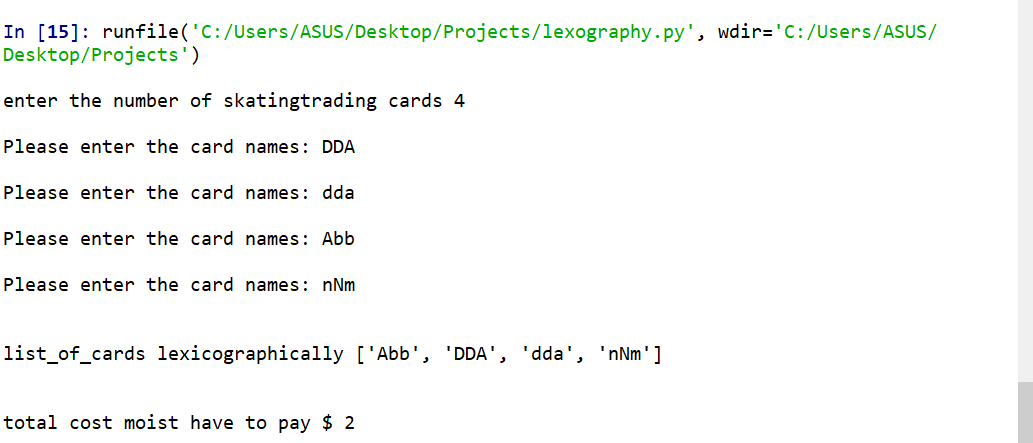 In [15]: runfile('C:/Users/ASUS/Desktop/Projects/lexography.py', wdir='C:/Users/ASUS/
Desktop/Projects')
enter the number of skatingtrading cards 4
Please enter the card names: DDA
Please enter the card names: dda
Please enter the card names: Abb
Please enter the card names: nNm
list_of_cards lexicographically ['Abb', 'DDA', 'dda', 'nNm']
total cost moist have to pay $ 2